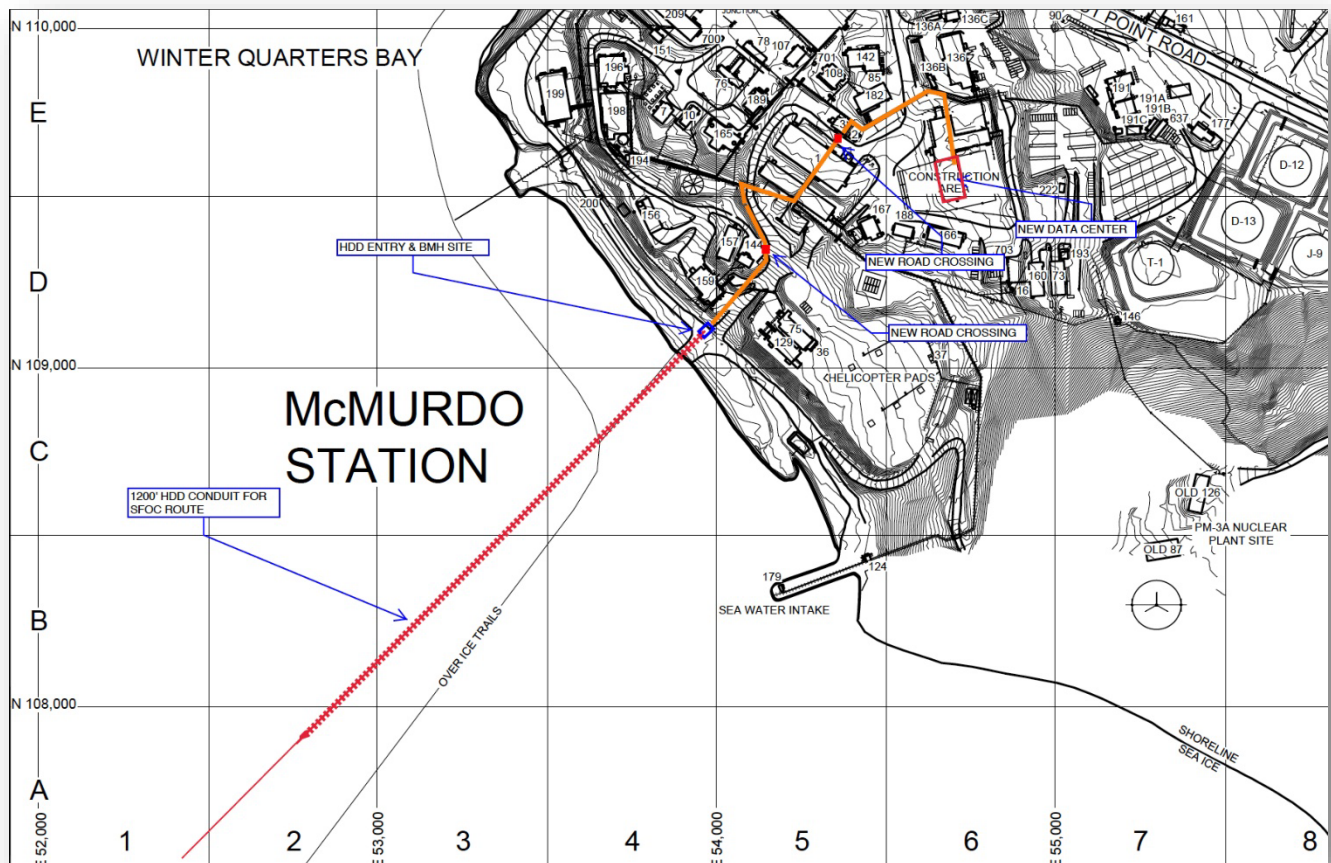 N 110,000
WINTER QUARTERS BAY
JUNCTION
209
151
700
78
107
701
142
136A
136C
90
161
T POINT ROAD
196
199
198
76
10
189
165
108
85
182
136B
136
191
191A
191B
191C
637
177
E
194
1
D-12
CONSTRUCTION
AREA
222
200
156
157
144
167
188
166
703
NEW DATA CENTER
D-13
J-9
T-1
HDD ENTRY & BMH SITE
NEW ROAD CROSSING
193
160
73
16
D
159
146
NEW ROAD CROSSING
75
129
36
37
N 109,000
HELICOPTER PADS
McMURDO
STATION
C
1200' HDD CONDUIT FOR
SFOC ROUTE
OLD 126
PM-3A NUCLEAR
PLANT SITE
OLD 87
124
179
SEA WATER INTAKE
B
OVER ICE TRAILS
N 108,000
SHORELINE
SEA ICE
A
E 52,000
1
2
E 53,000
3
4
E 54,000
5
6
E 55,000
7
8